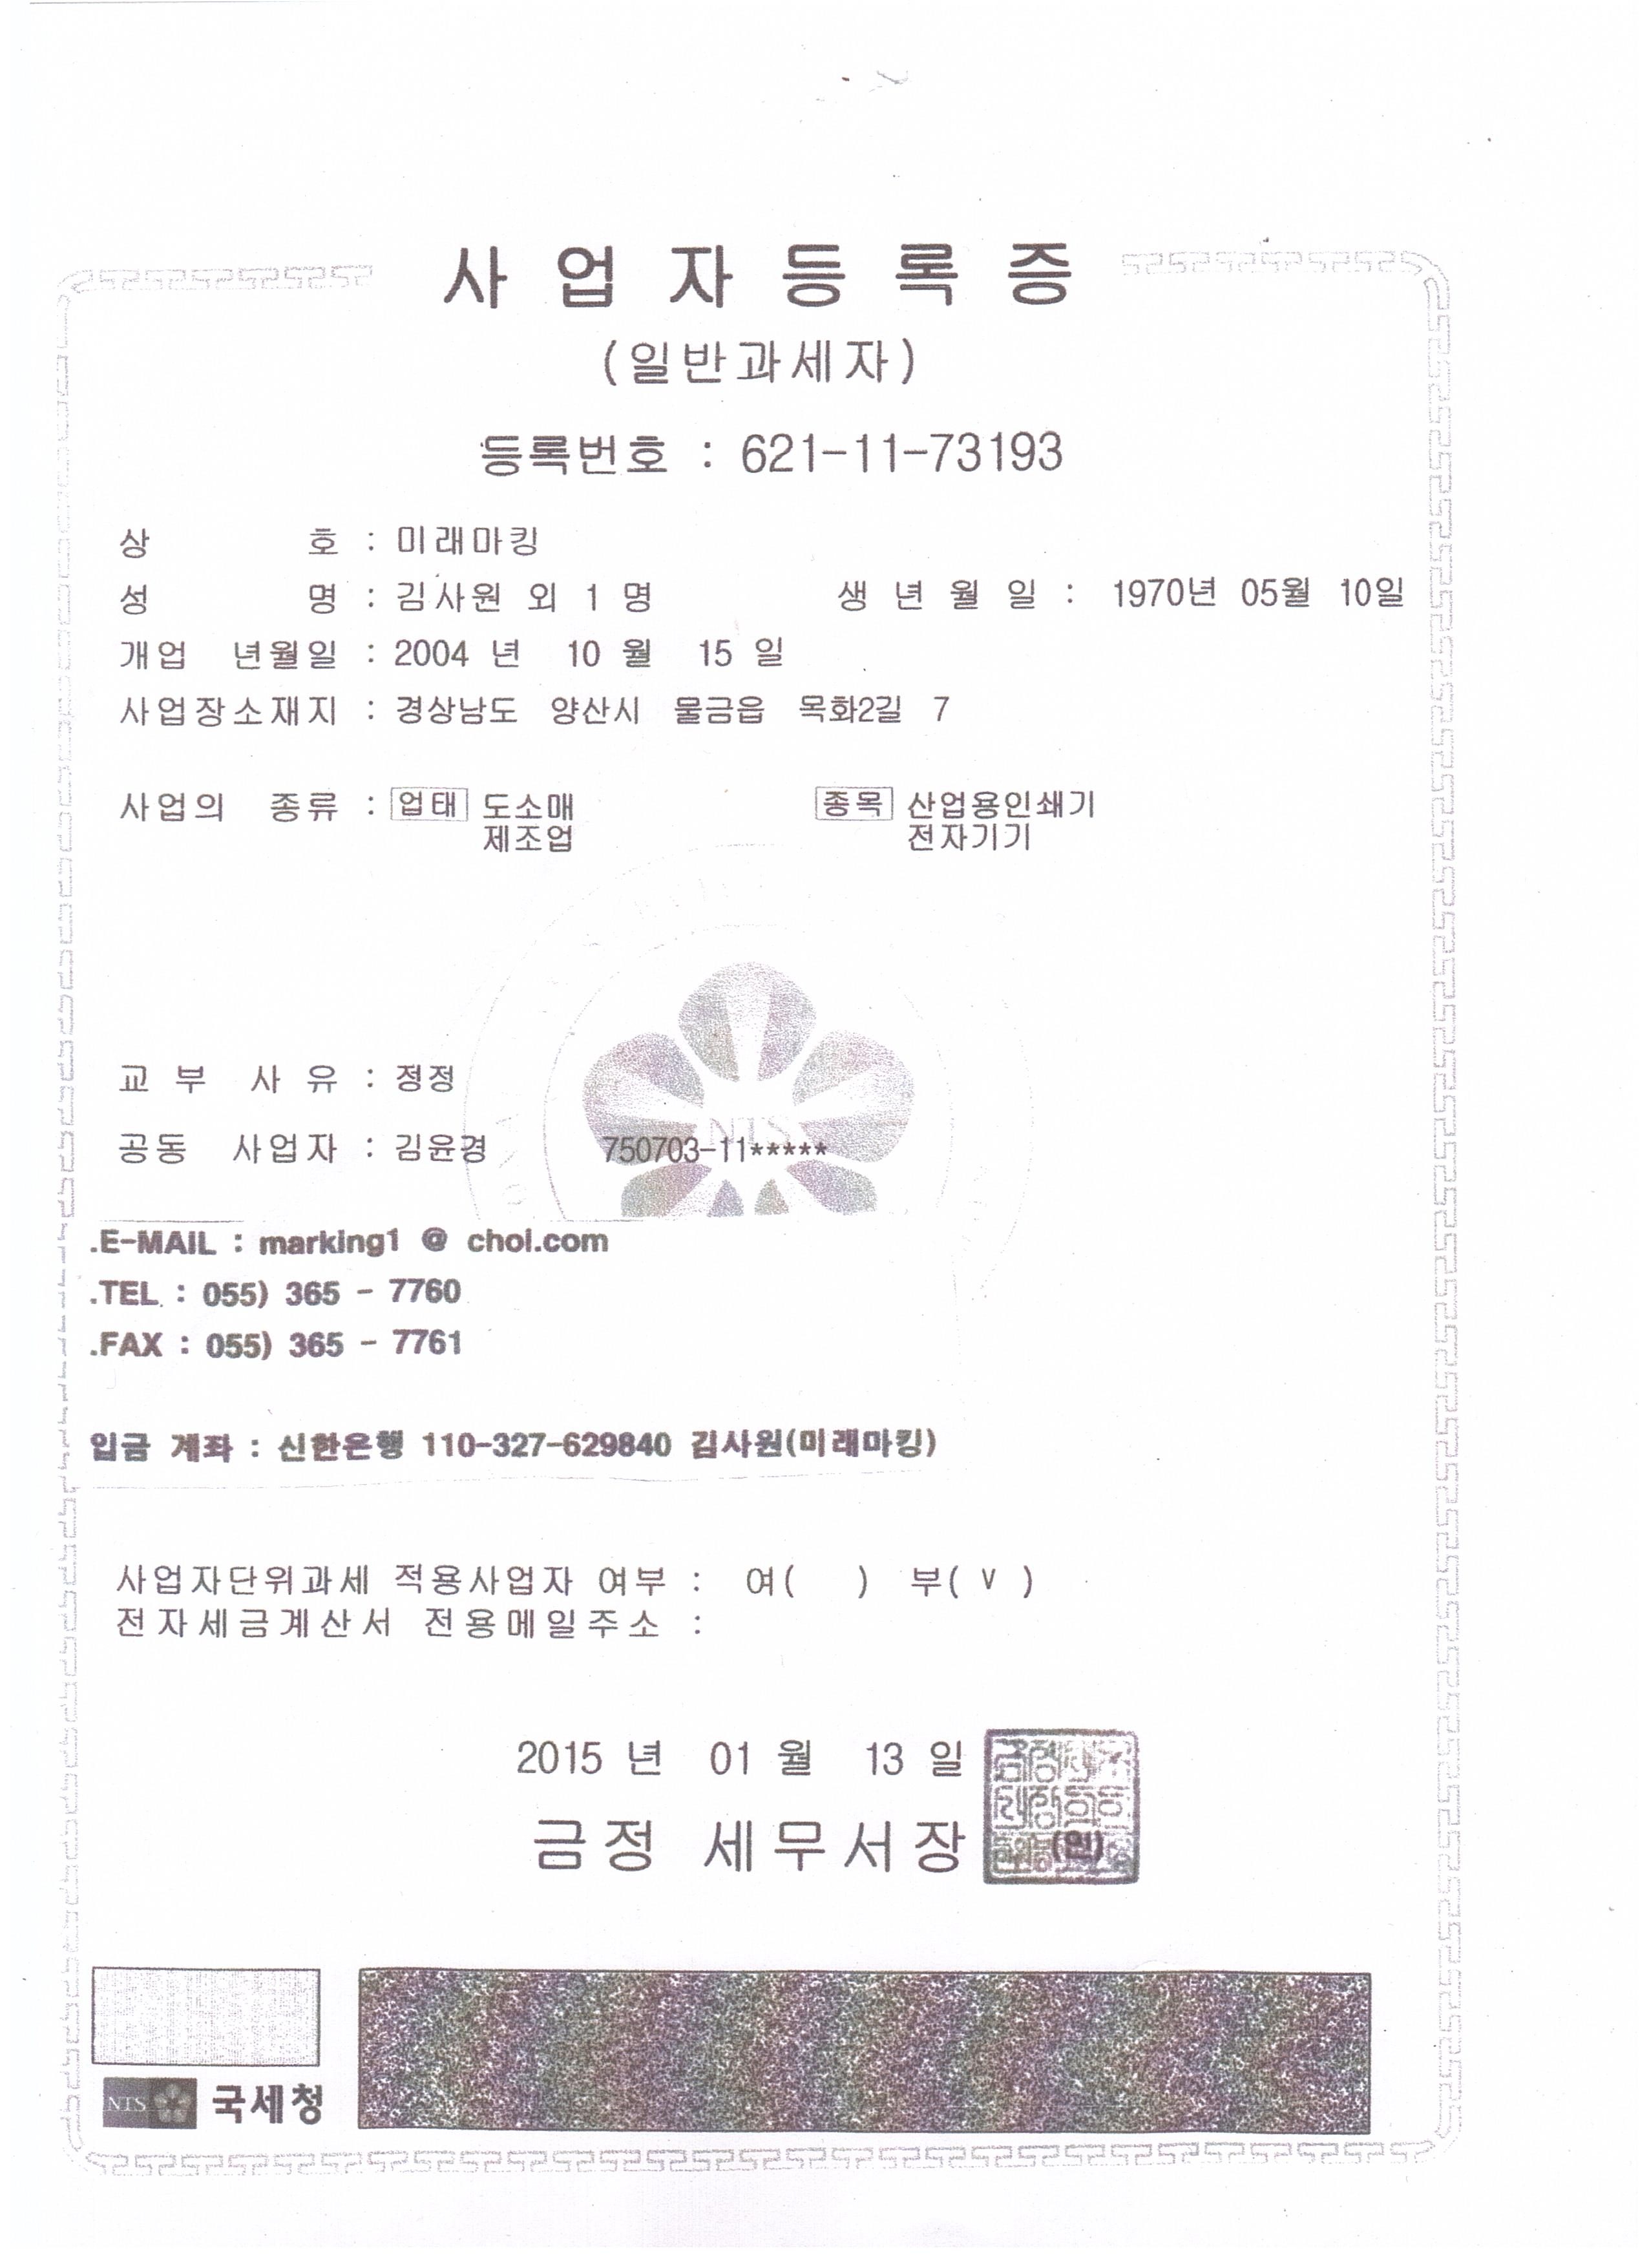 사업자등록증
(일반과세자)
등록번호 : 621-11-73193
상 호 : 미래마킹
성 명 : 김사원 외 1 명 생 년 월 일 : 1970년 05월 10일
개업 년월일 : 2004 년 10 월 15 일
사업장소재지 : 경상남도 양산시 물금읍 목화2길 7
사업의 종류 : 업태 도소매 종목 산업용인쇄기
제조업 전자기기
교 부 사 유 : 정정
NTS
공동 사업자 : 김윤경 750703-11*****
.E-MAIL : marking1 @ chol.com
.TEL : 055) 365 - 7760
.FAX : 055) 365 - 7761
입금 계좌 : 신한은행 110-327-629840 김사원(미래마킹)
사업자단위과세 적용사업자 여부 : 여( ) 부( v )
전자세금계산서 전용메일주소 :
2015 년 01 월 13 일
금정 세무서장
(인)
NTS 국세청